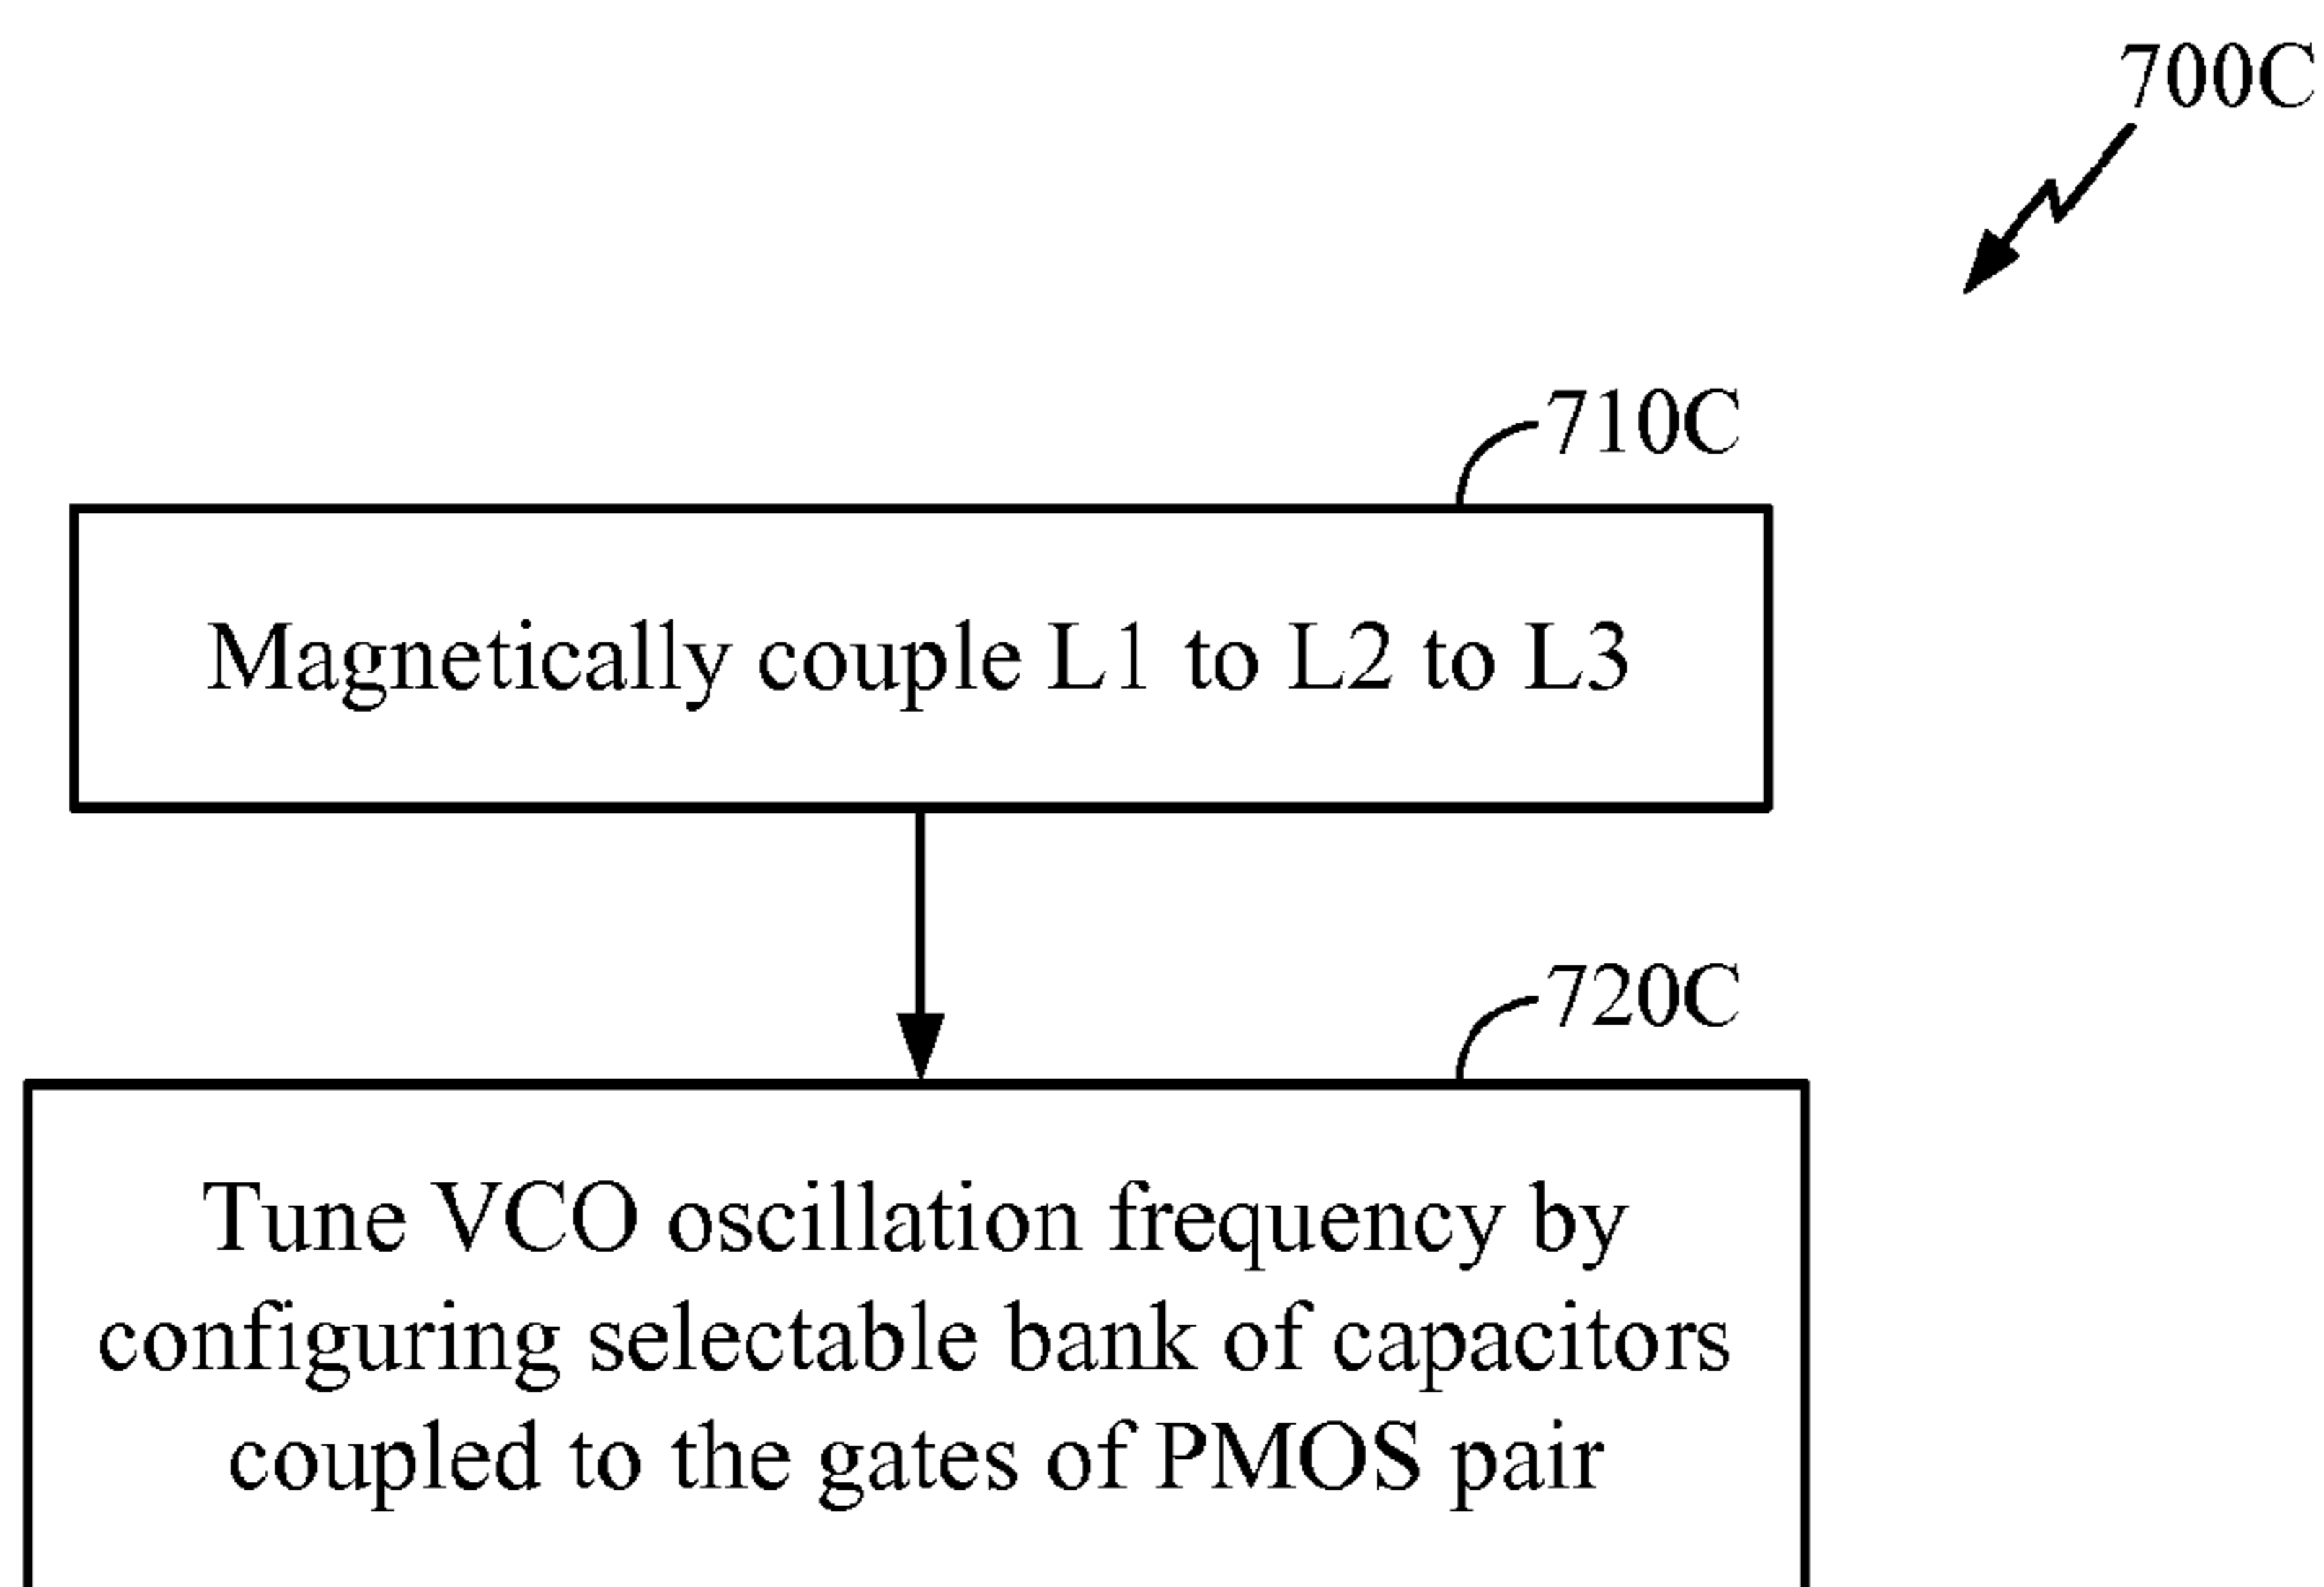 700C
710C
Magnetically couple L1 to L2 to L3
720C
Tune VCO oscillation frequency by
configuring selectable bank of capacitors
coupled to the gates of PMOS pair